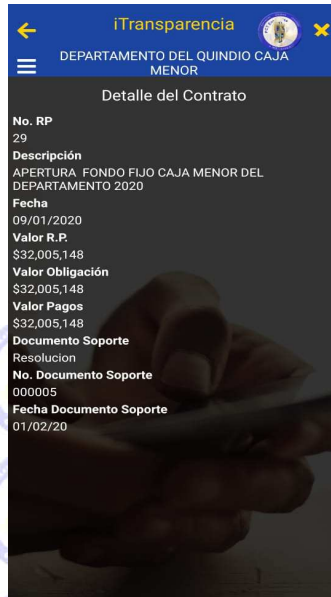 iTransparencia
DEPARTAMENTO DEL QUINDIO CAJA
MENOR
Detalle del Contrato
No. RP
29
Descripción
APERTURA FONDO FIJO CAJA MENOR DEL
DEPARTAMENTO 2020
Fecha
09/01/2020
Valor R.P.
$32,005,148
Valor Obligación
$32,005,148
Valor Pagos
$32,005,148
Documento Soporte
Resolucion
No. Documento Soporte
000005
Fecha Documento Soporte
01/02/20